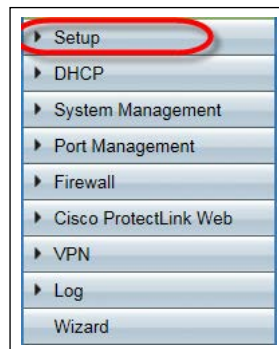 Setup
DHCP
System Management
Port Management
Firewall
Cisco ProtectLink Web
VPN
Log
Wizard